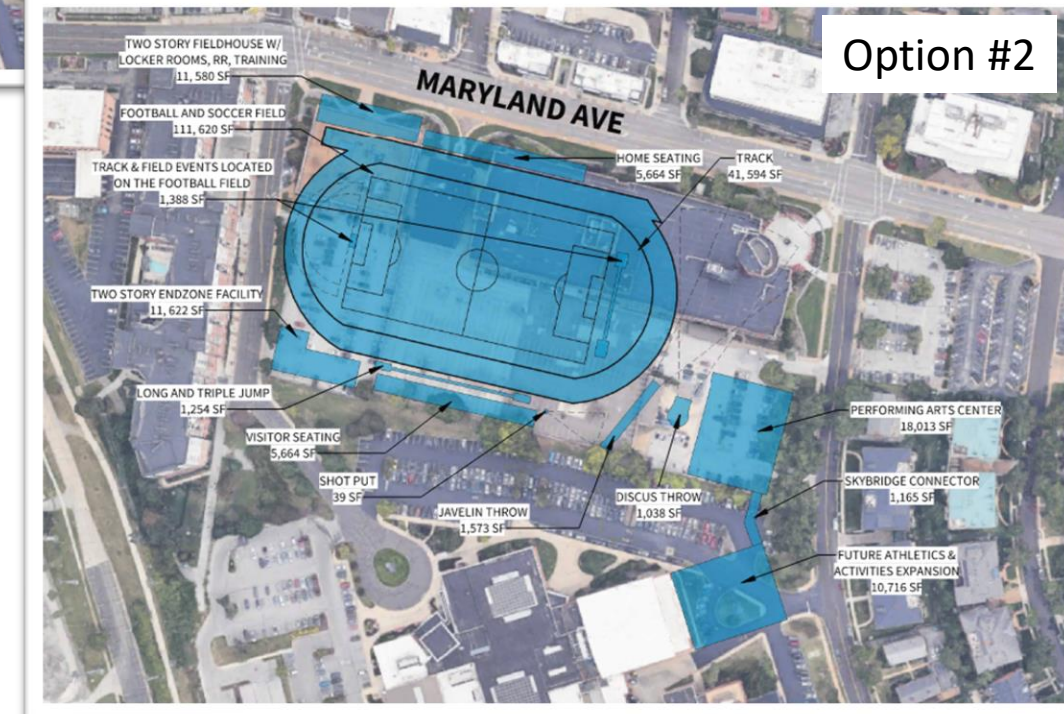 Option #2
TWO STORY FIELDHOUSE W/
LOCKER ROOMS, RR, TRAINING
11, 580 SF
MARYLAND AVE
FOOTBALL AND SOCCER FIELD
111, 620 SF
HOME SEATING
5,664 SF
TRACK
41, 594 SF
TRACK & FIELD EVENTS LOCATED
ON THE FOOTBALL FIELD
1,388 SF
TWO STORY ENDZONE FACILITY
11, 622 SF
LONG AND TRIPLE JUMP
1,254 SF
VISITOR SEATING
5,664 SF
SHOT PUT
39 SF
JAVELIN THROW
1,573 SF
DISCUS THROW
1,038 SF
PERFORMING ARTS CENTER
18,013 SF
SKYBRIDGE CONNECTOR
1,165 SF
FUTURE ATHLETICS &
ACTIVITIES EXPANSION
10,716 SF